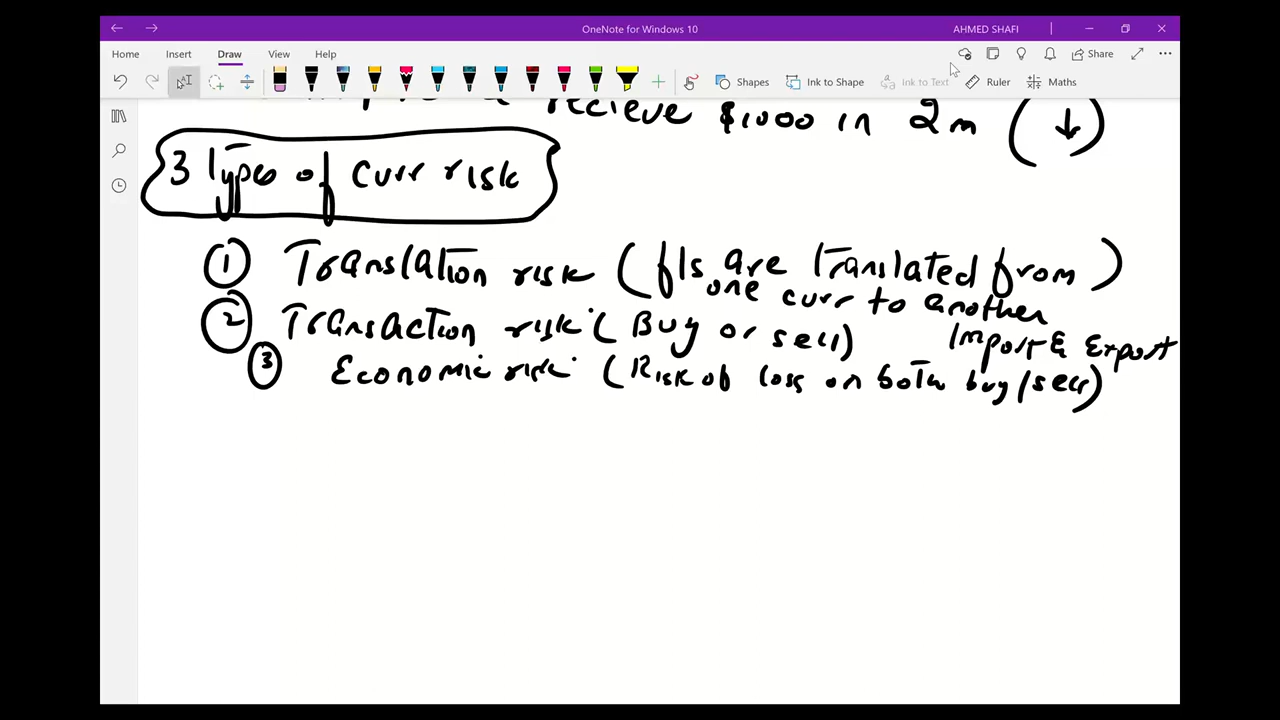 OneNote for Windows 10
AHMED SHAFI
Home Insert Draw View Help
Share
Shapes Ink to Shape Ink to Text Ruler Maths
recieve $1000 in 2m (↓)
3 Types of curr risk
① Translation risk (f/s are translated from
one curr to another)
② Transaction risk (Buy or sell) Import & Export
③ Economic risk (Risk of loss on both buy/sell)